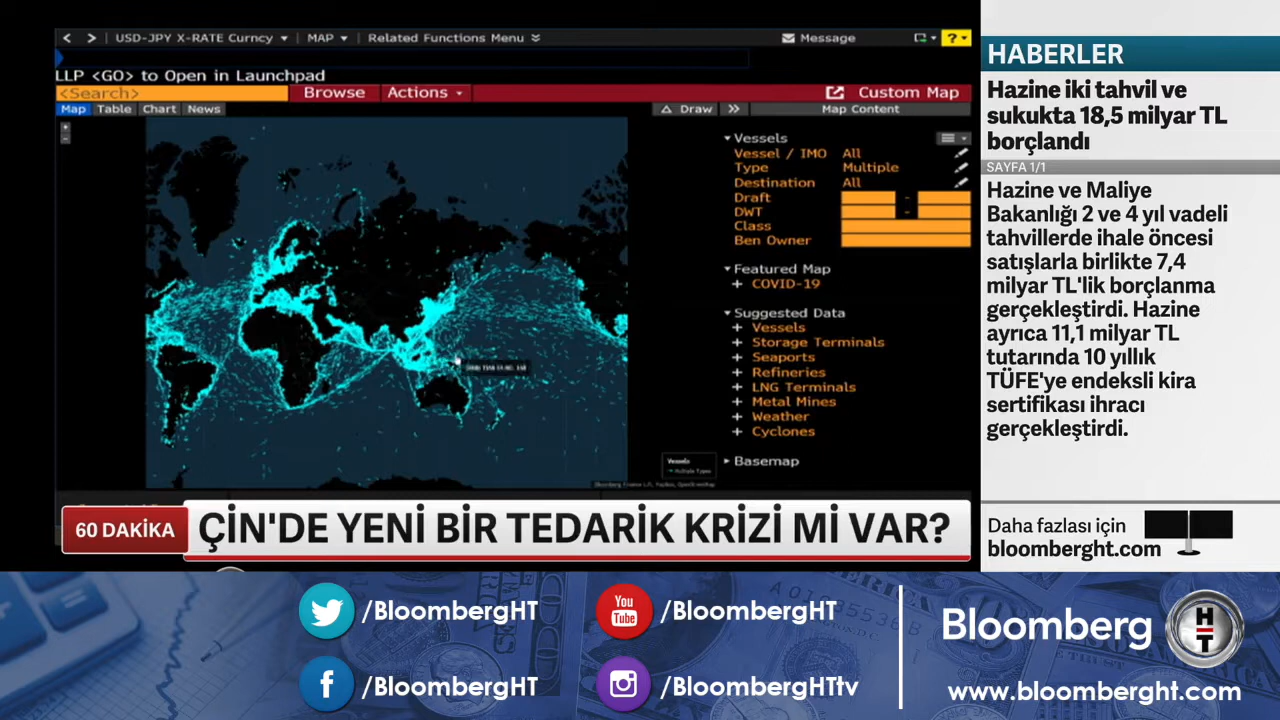 < > USD-JPY X-RATE Curncy ▾ MAP ▾ Related Functions Menu
Message
?
LLP <GO> to Open in Launchpad
<Search>
Browse
Actions
Custom Map
Map Table Chart News
Draw
Map Content
+
-
Vessels
Vessel / IMO All
Type Multiple
Destination All
Draft -
DWT -
Class
Ben Owner
Featured Map
+ COVID-19
Suggested Data
+ Vessels
+ Storage Terminals
+ Seaports
+ Refineries
+ LNG Terminals
+ Metal Mines
+ Weather
+ Cyclones
Basemap
Vessels
Multiple Types
60 DAKİKA
ÇİN'DE YENİ BİR TEDARİK KRİZİ Mİ VAR?
HABERLER
Hazine iki tahvil ve
sukukta 18,5 milyar TL
borçlandı
SAYFA 1/1
Hazine ve Maliye
Bakanlığı 2 ve 4 yıl vadeli
tahvillerde ihale öncesi
satışlarla birlikte 7,4
milyar TL'lik borçlanma
gerçekleştirdi. Hazine
ayrıca 11,1 milyar TL
tutarında 10 yıllık
TÜFE'ye endeksli kira
sertifikası ihracı
gerçekleştirdi.
Daha fazlası için
bloomberght.com
/BloombergHT
You Tube
/BloombergHT
f
/BloombergHT
/BloombergHTtv
Bloomberg HT
www.bloomberght.com